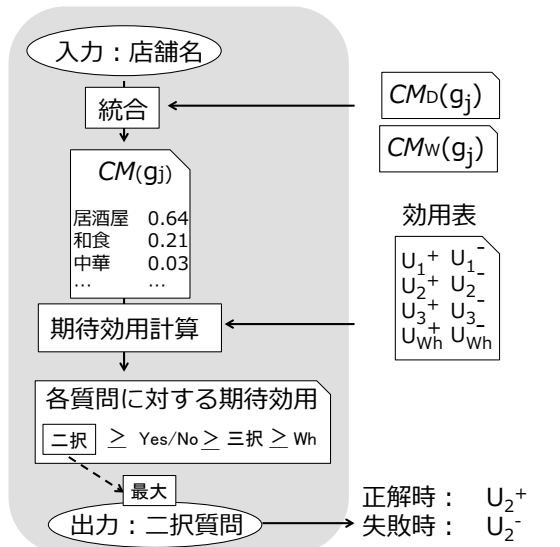 入力：店舗名
統合
CMD(gj)
CMW(gj)
CM(gj)
居酒屋 0.64
和食 0.21
中華 0.03
… …
効用表
U1+ U1-
U2+ U2-
U3+ U3-
UWh+ UWh-
期待効用計算
各質問に対する期待効用
二択 ≥ Yes/No ≥ 三択 ≥ Wh
最大
出力：二択質問
正解時： U2+
失敗時： U2-